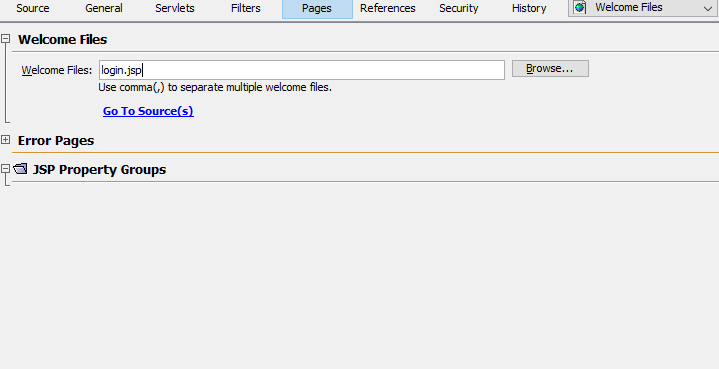 Source General Servlets Filters Pages References Security History Welcome Files
Welcome Files
Welcome Files: login.jsp Browse...
Use comma(,) to separate multiple welcome files.
Go To Source(s)
Error Pages
JSP Property Groups